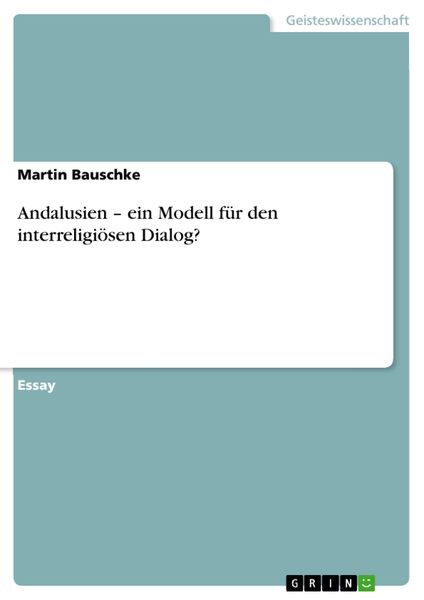 Geisteswissenschaft
Martin Bauschke
Andalusien – ein Modell für den
interreligiösen Dialog?
Essay
GRIN